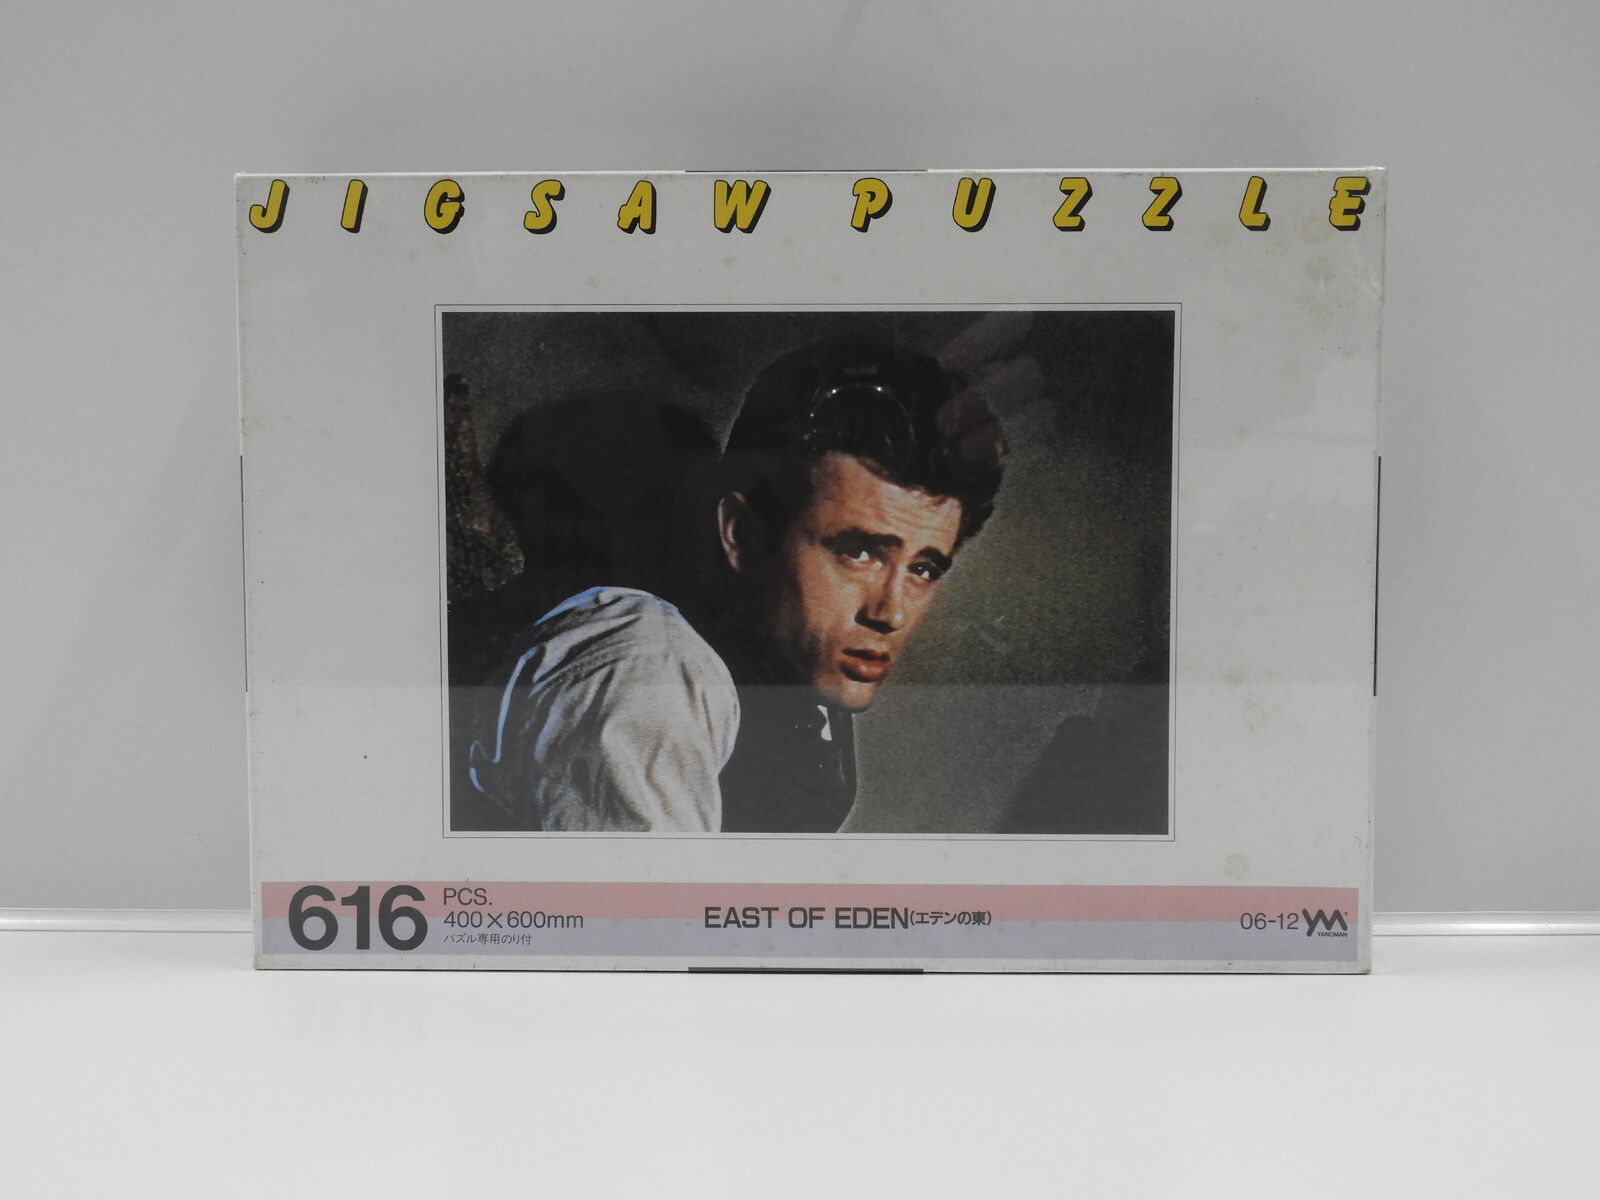 JIGSAW PUZZLE
616 PCS.
400×600mm
パズル専用のり付
EAST OF EDEN(エデンの東)
06-12 YM
YANOMAN